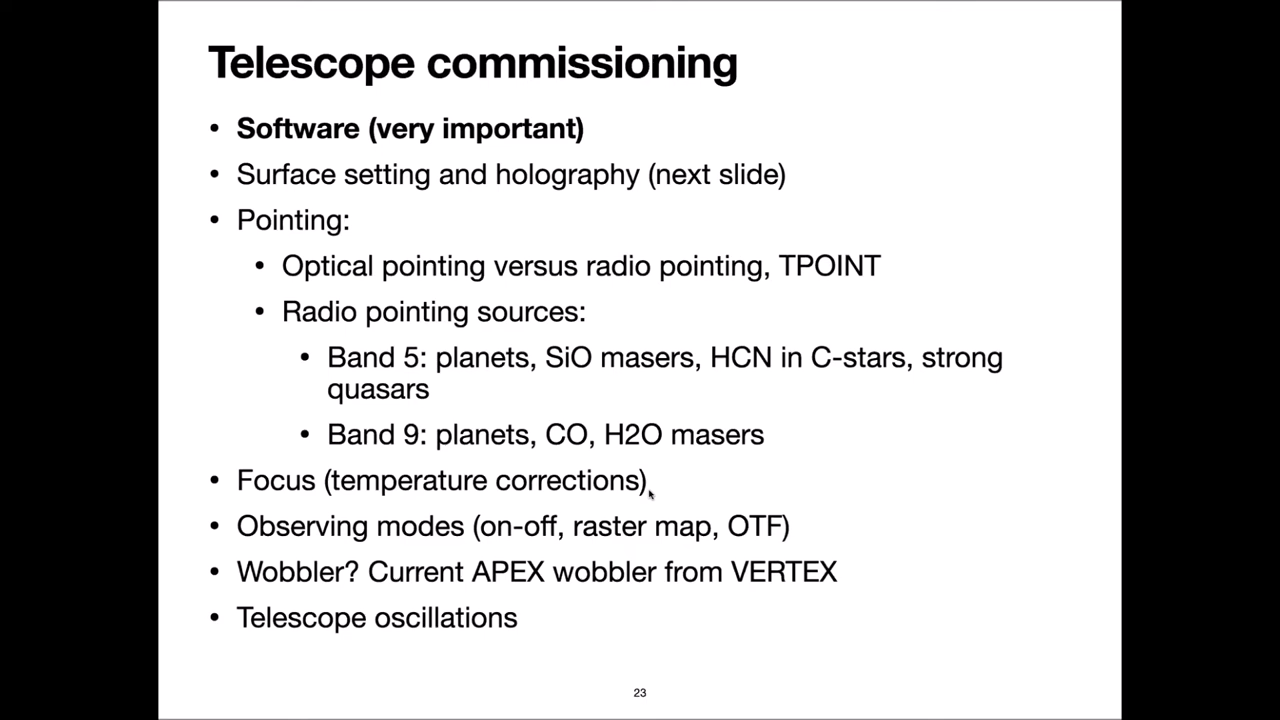 Telescope commissioning
• Software (very important)
• Surface setting and holography (next slide)
• Pointing:
• Optical pointing versus radio pointing, TPOINT
• Radio pointing sources:
• Band 5: planets, SiO masers, HCN in C-stars, strong
quasars
• Band 9: planets, CO, H2O masers
• Focus (temperature corrections)
• Observing modes (on-off, raster map, OTF)
• Wobbler? Current APEX wobbler from VERTEX
• Telescope oscillations
23